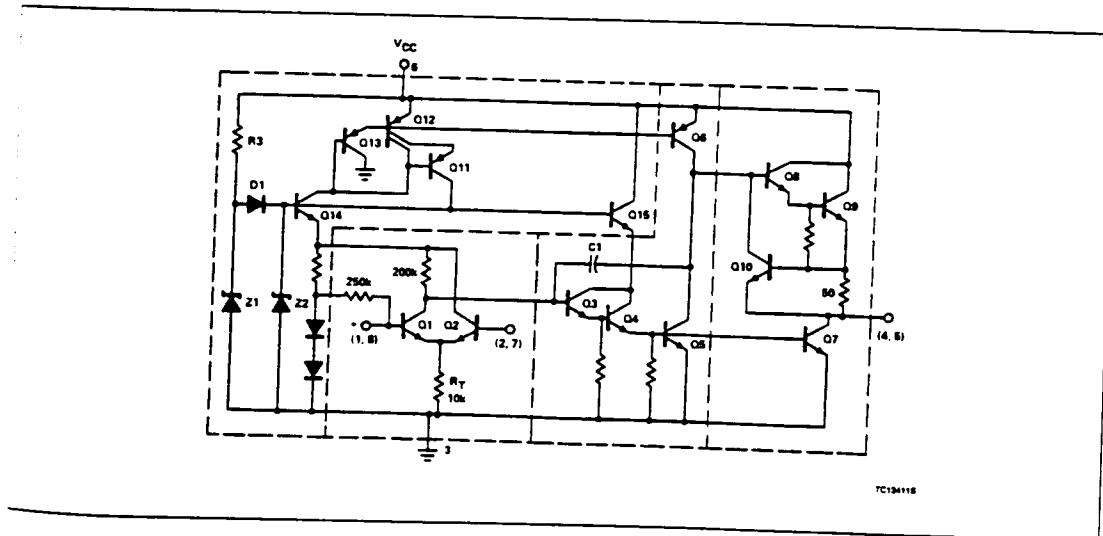 VCC
6
R3
Q12
Q13
Q11
Q6
D1
Q14
Q15
Q8
Q9
C1
Q10
200k
250k
50
Z1
Z2
+
(1, 8)
Q1
Q2
(2, 7)
Q3
Q4
Q5
Q7
(4, 5)
RT
10k
3
TC13411S